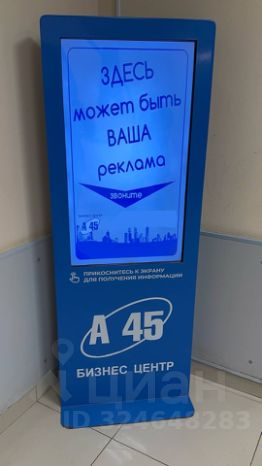 ЗДЕСЬ
может быть
ВАША
реклама
звоните
А 45
ПРИКОСНИТЕСЬ К ЭКРАНУ
ДЛЯ ПОЛУЧЕНИЯ ИНФОРМАЦИИ
А 45
БИЗНЕС ЦЕНТР
циан
ID 324648283